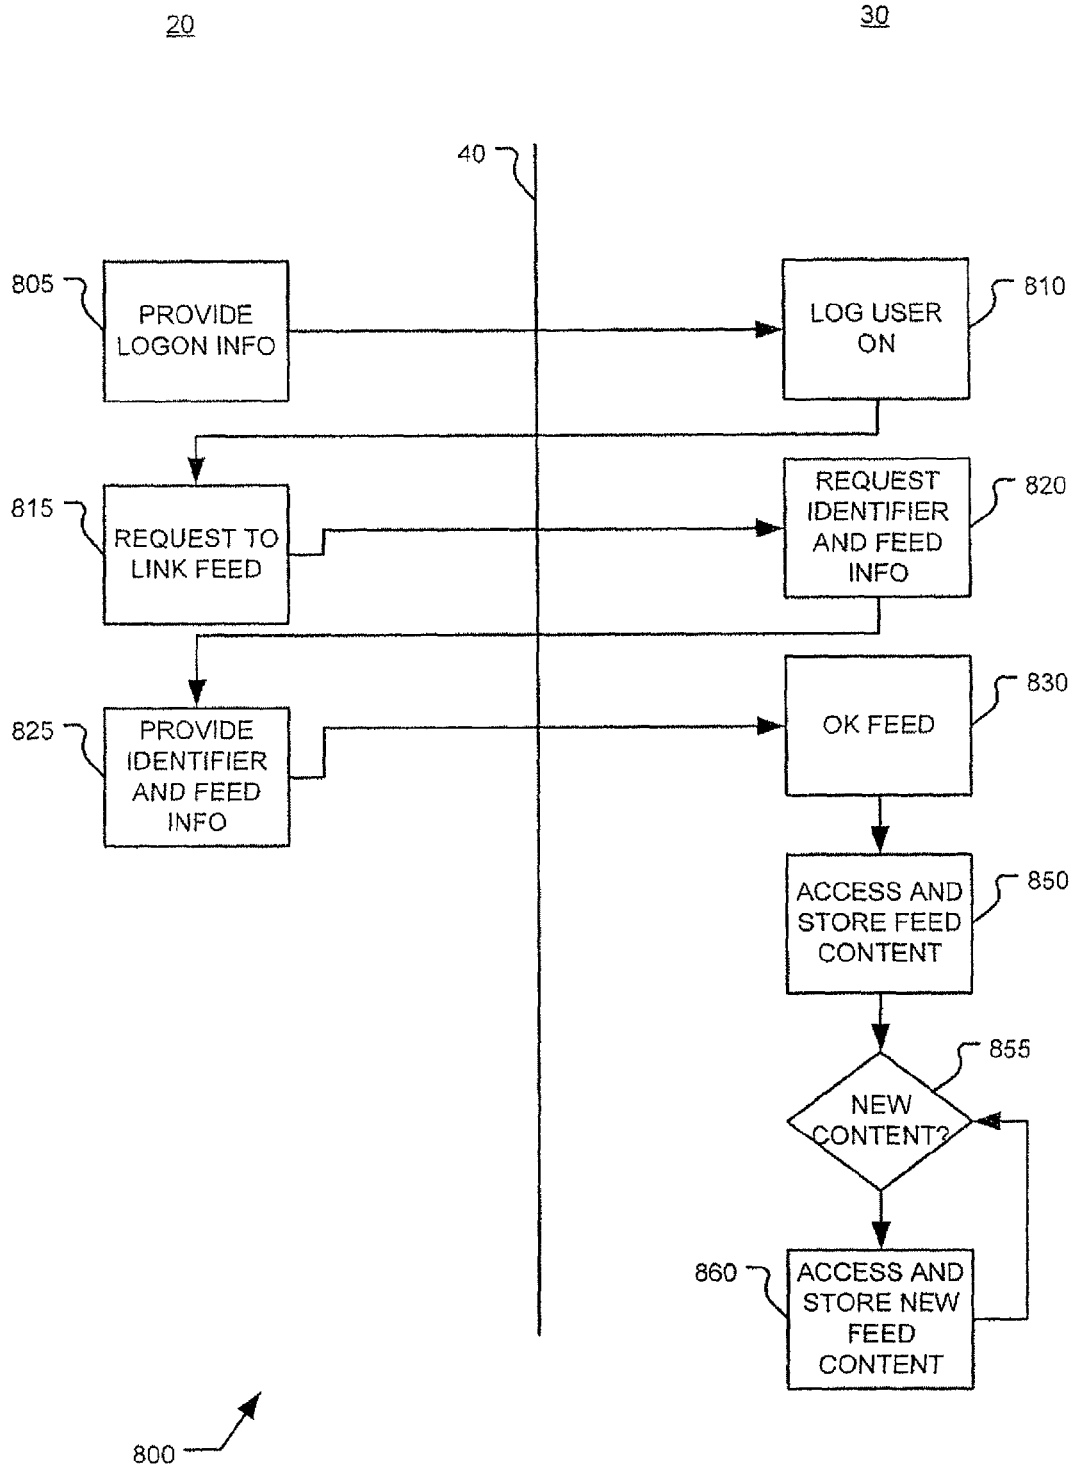 20
30
40
805
PROVIDE
LOGON INFO
810
LOG USER
ON
815
REQUEST TO
LINK FEED
820
REQUEST
IDENTIFIER
AND FEED
INFO
825
PROVIDE
IDENTIFIER
AND FEED
INFO
830
OK FEED
850
ACCESS AND
STORE FEED
CONTENT
855
NEW
CONTENT?
860
ACCESS AND
STORE NEW
FEED
CONTENT
800